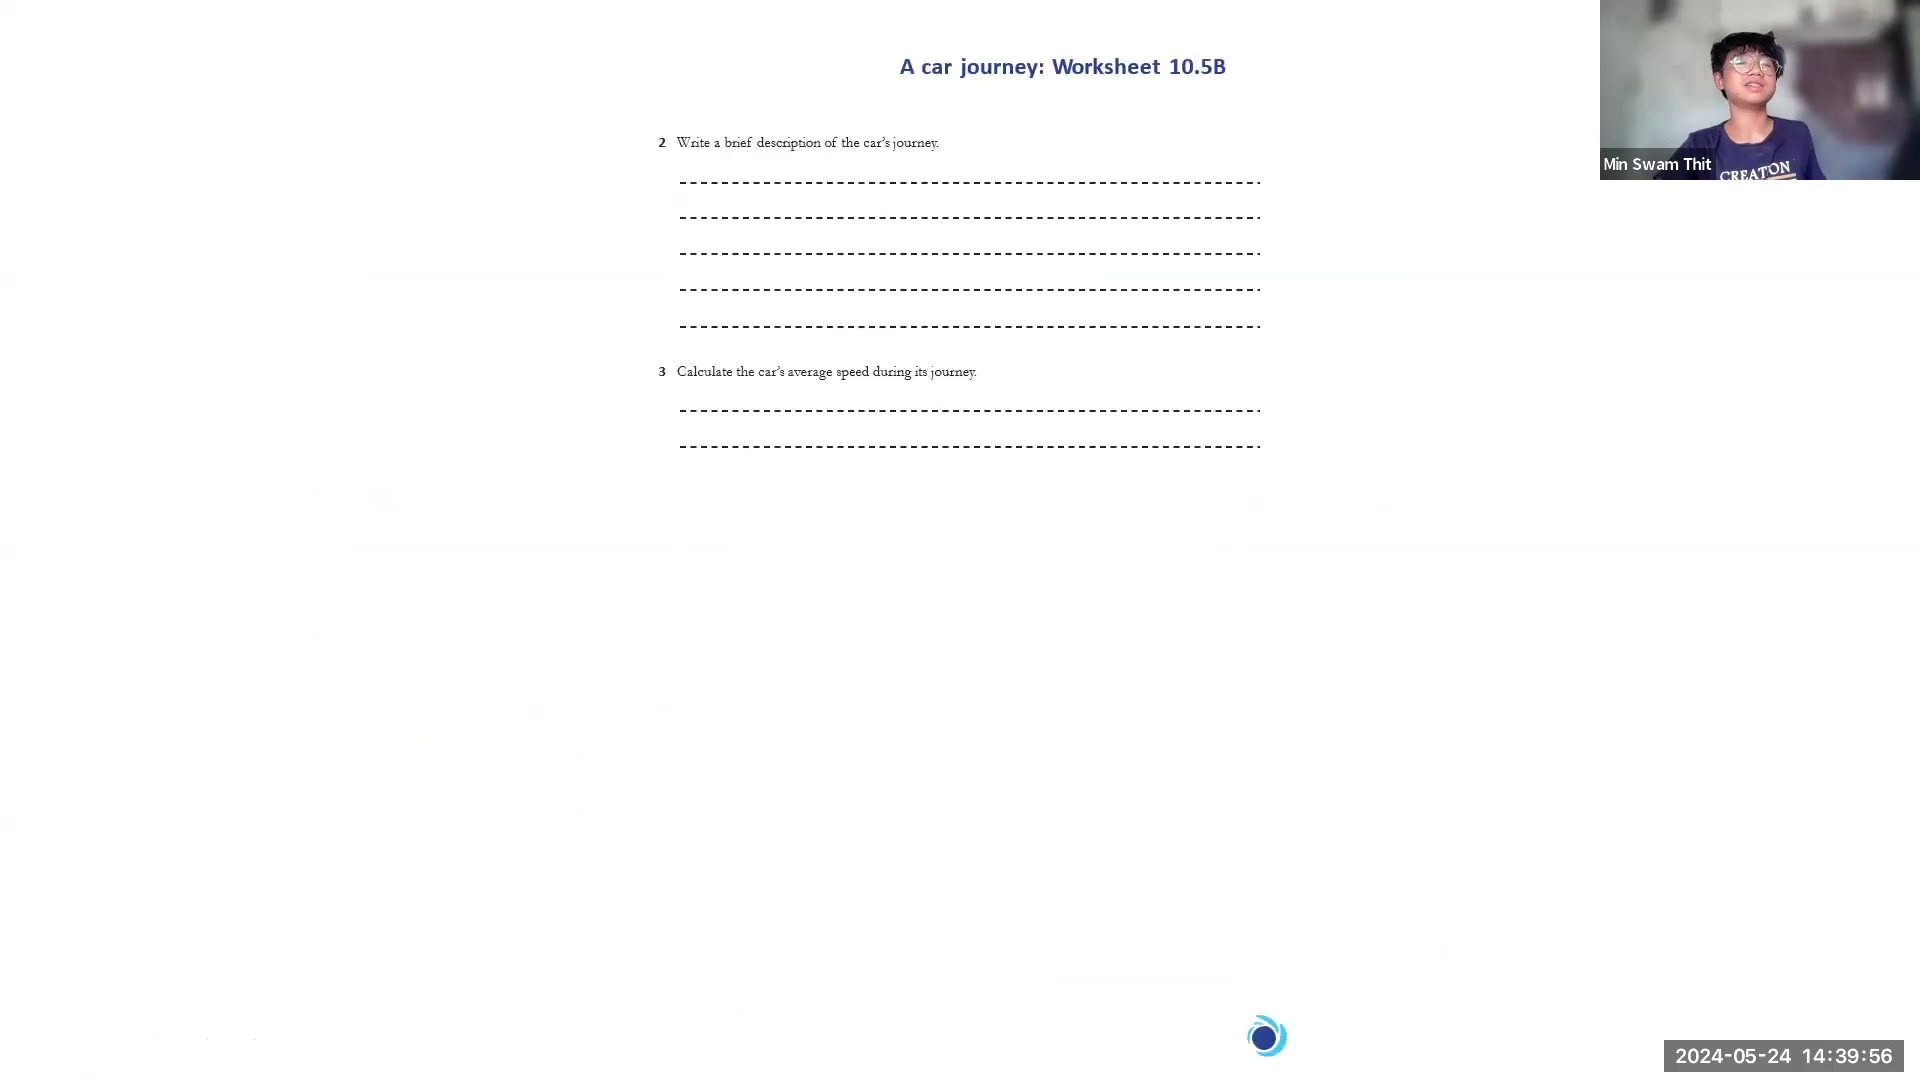 A car journey: Worksheet 10.5B
2 Write a brief description of the car's journey.
3 Calculate the car's average speed during its journey.
Min Swam Thit
CREATION
2024-05-24 14:39:56